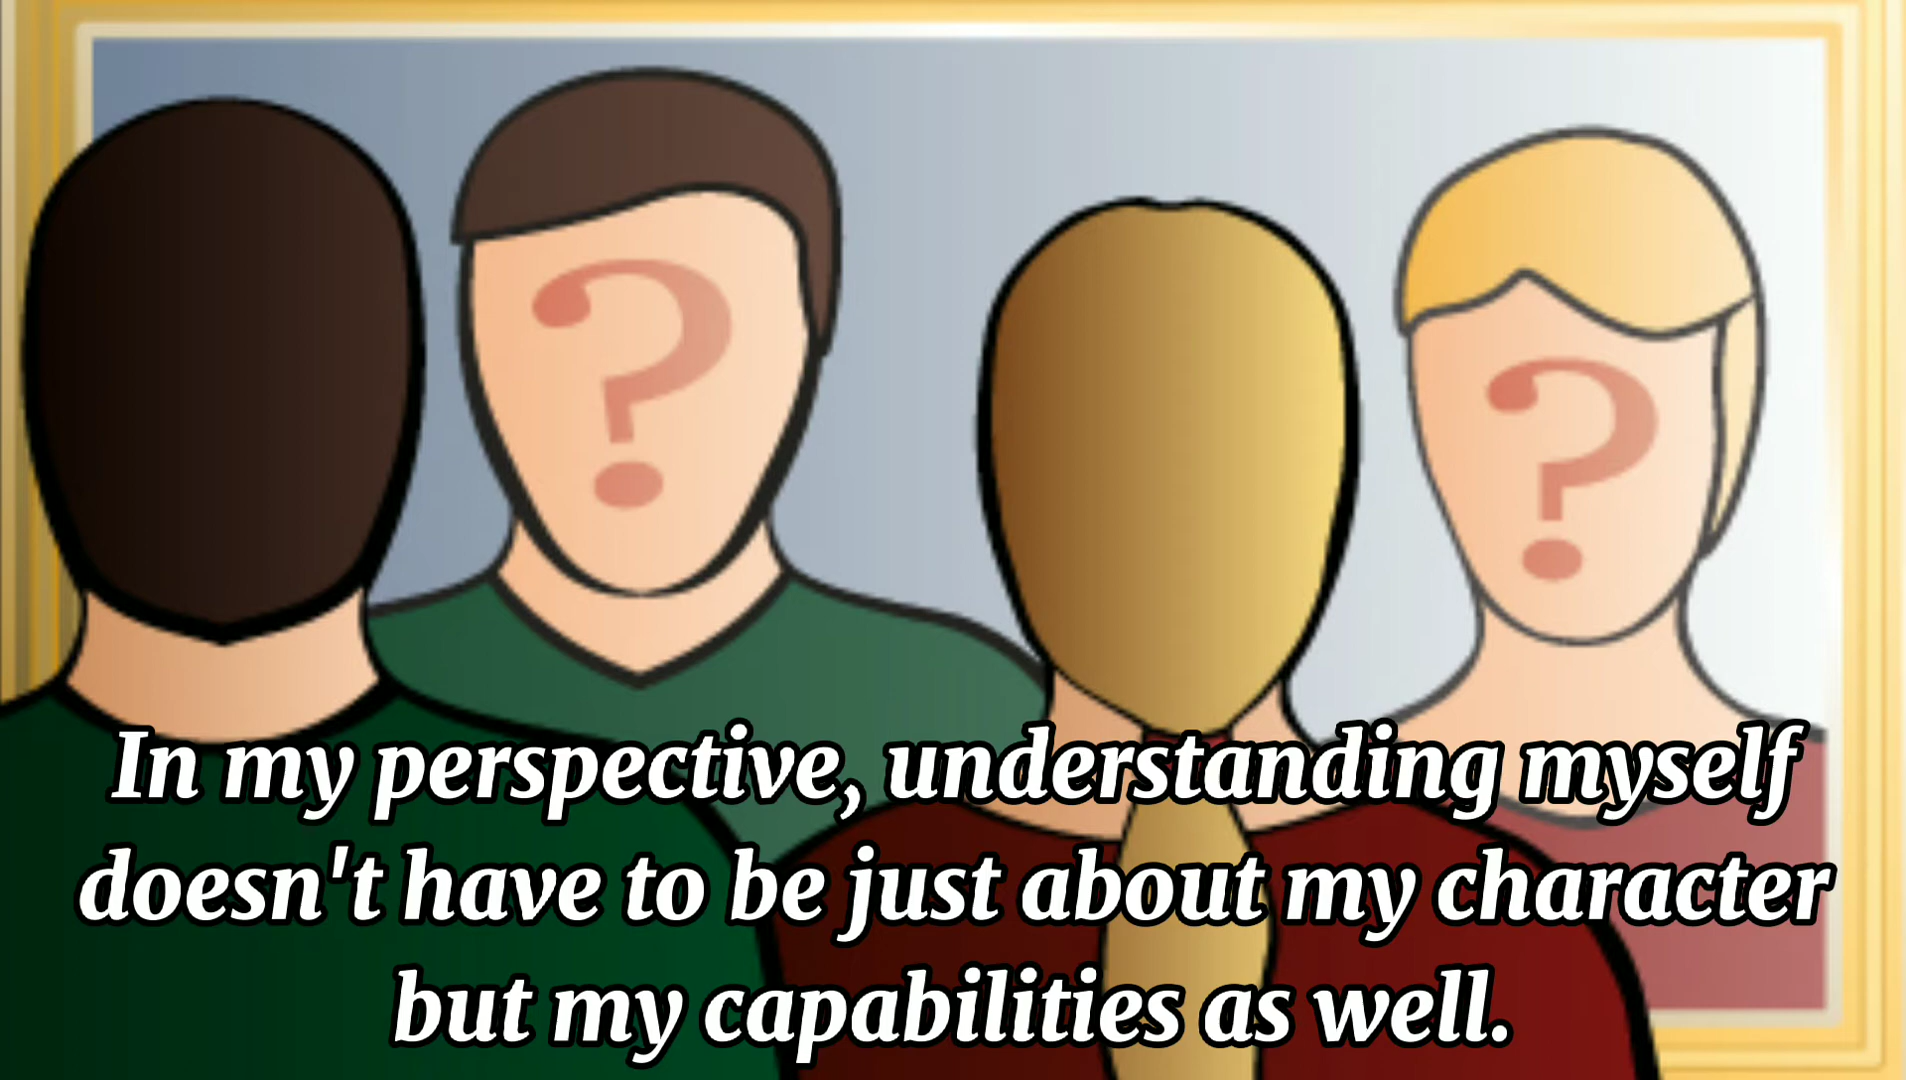 ?
?
In my perspective, understanding myself
doesn't have to be just about my character
but my capabilities as well.